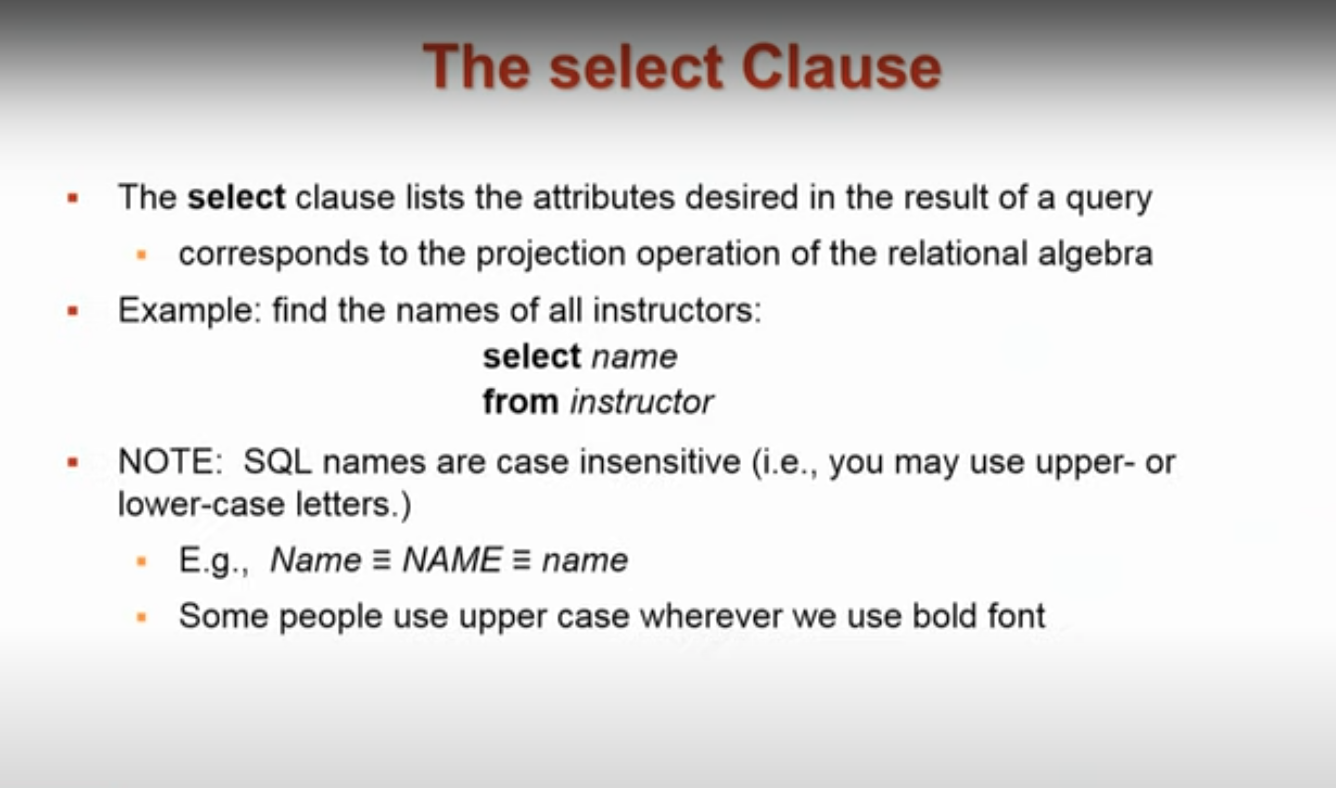 The select Clause
The select clause lists the attributes desired in the result of a query
corresponds to the projection operation of the relational algebra
Example: find the names of all instructors:
select name
from instructor
NOTE:  SQL names are case insensitive (i.e., you may use upper- or
lower-case letters.)
E.g.,  Name ≡ NAME ≡ name
Some people use upper case wherever we use bold font